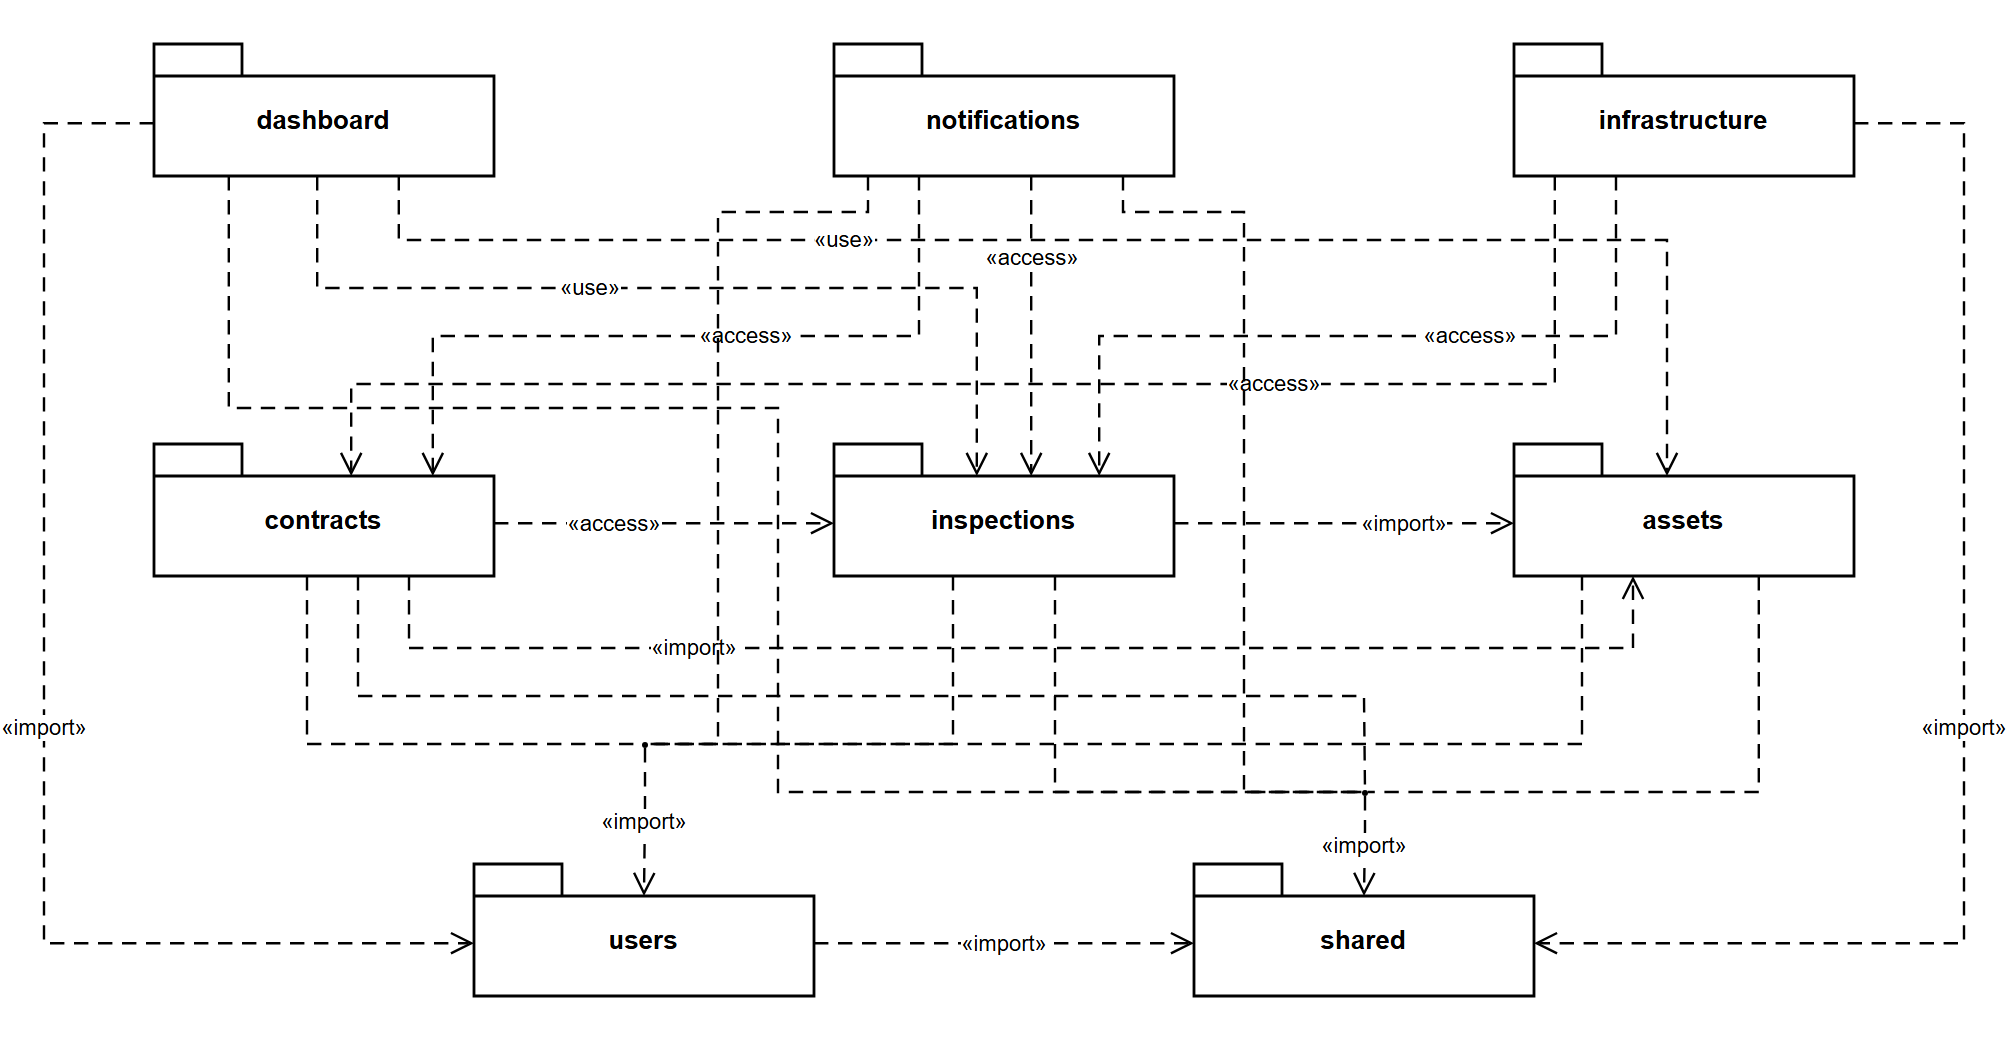 dashboard
notifications
infrastructure
«use»
«access»
«use»
«access»
«access»
«access»
contracts
inspections
assets
«access»
«import»
«import»
«import»
«import»
«import»
«import»
users
shared
«import»